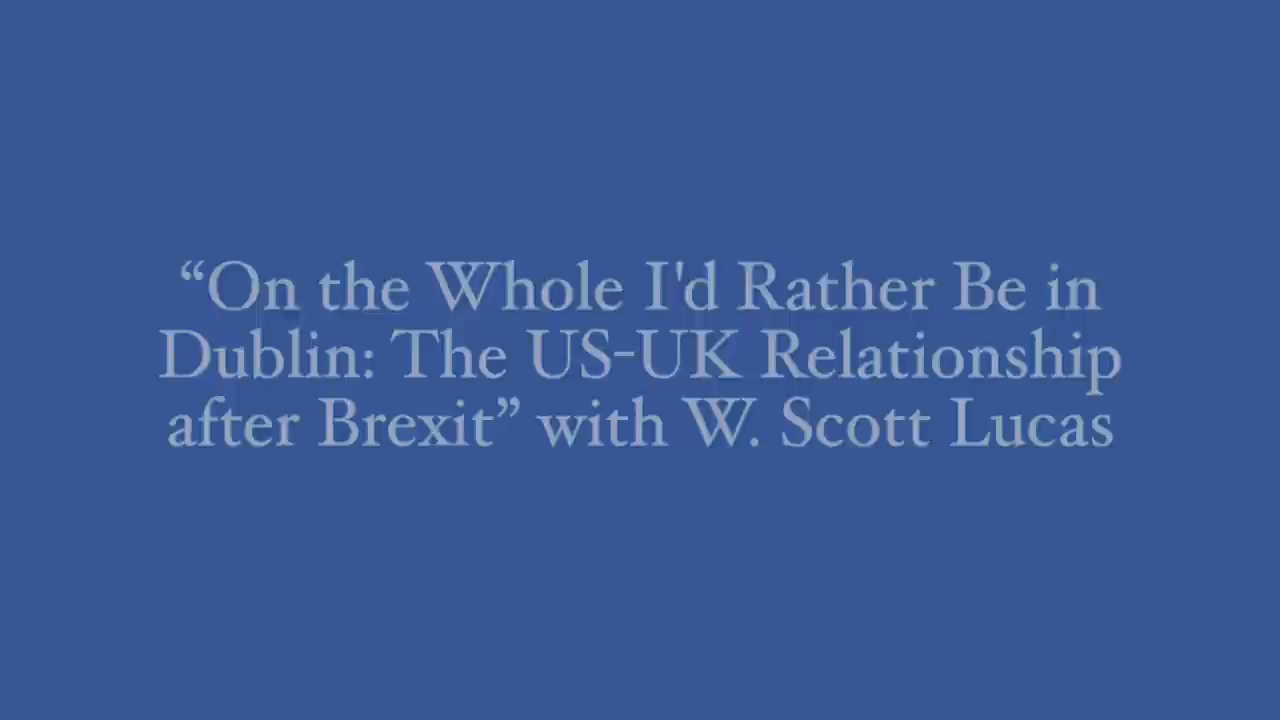 “On the Whole I'd Rather Be in
Dublin: The US-UK Relationship
after Brexit” with W. Scott Lucas